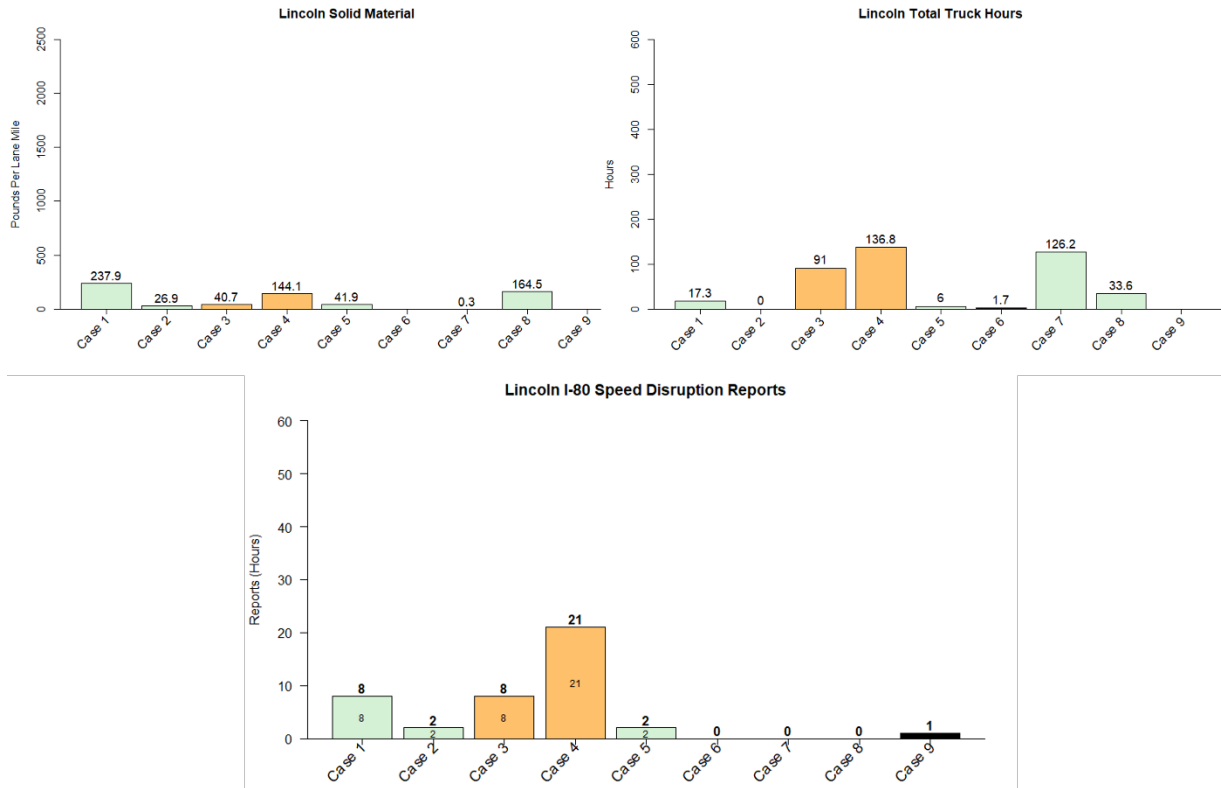 Lincoln Solid Material
Pounds Per Lane Mile
2500
2000
1500
1000
500
0
237.9
26.9
40.7
144.1
41.9
0.3
164.5
Case 1
Case 2
Case 3
Case 4
Case 5
Case 6
Case 7
Case 8
Case 9
Lincoln Total Truck Hours
Hours
600
500
400
300
200
100
0
17.3
0
91
136.8
6
1.7
126.2
33.6
Case 1
Case 2
Case 3
Case 4
Case 5
Case 6
Case 7
Case 8
Case 9
Lincoln I-80 Speed Disruption Reports
Reports (Hours)
60
50
40
30
20
10
0
8
2
8
21
2
0
0
0
1
8
2
8
21
2
Case 1
Case 2
Case 3
Case 4
Case 5
Case 6
Case 7
Case 8
Case 9